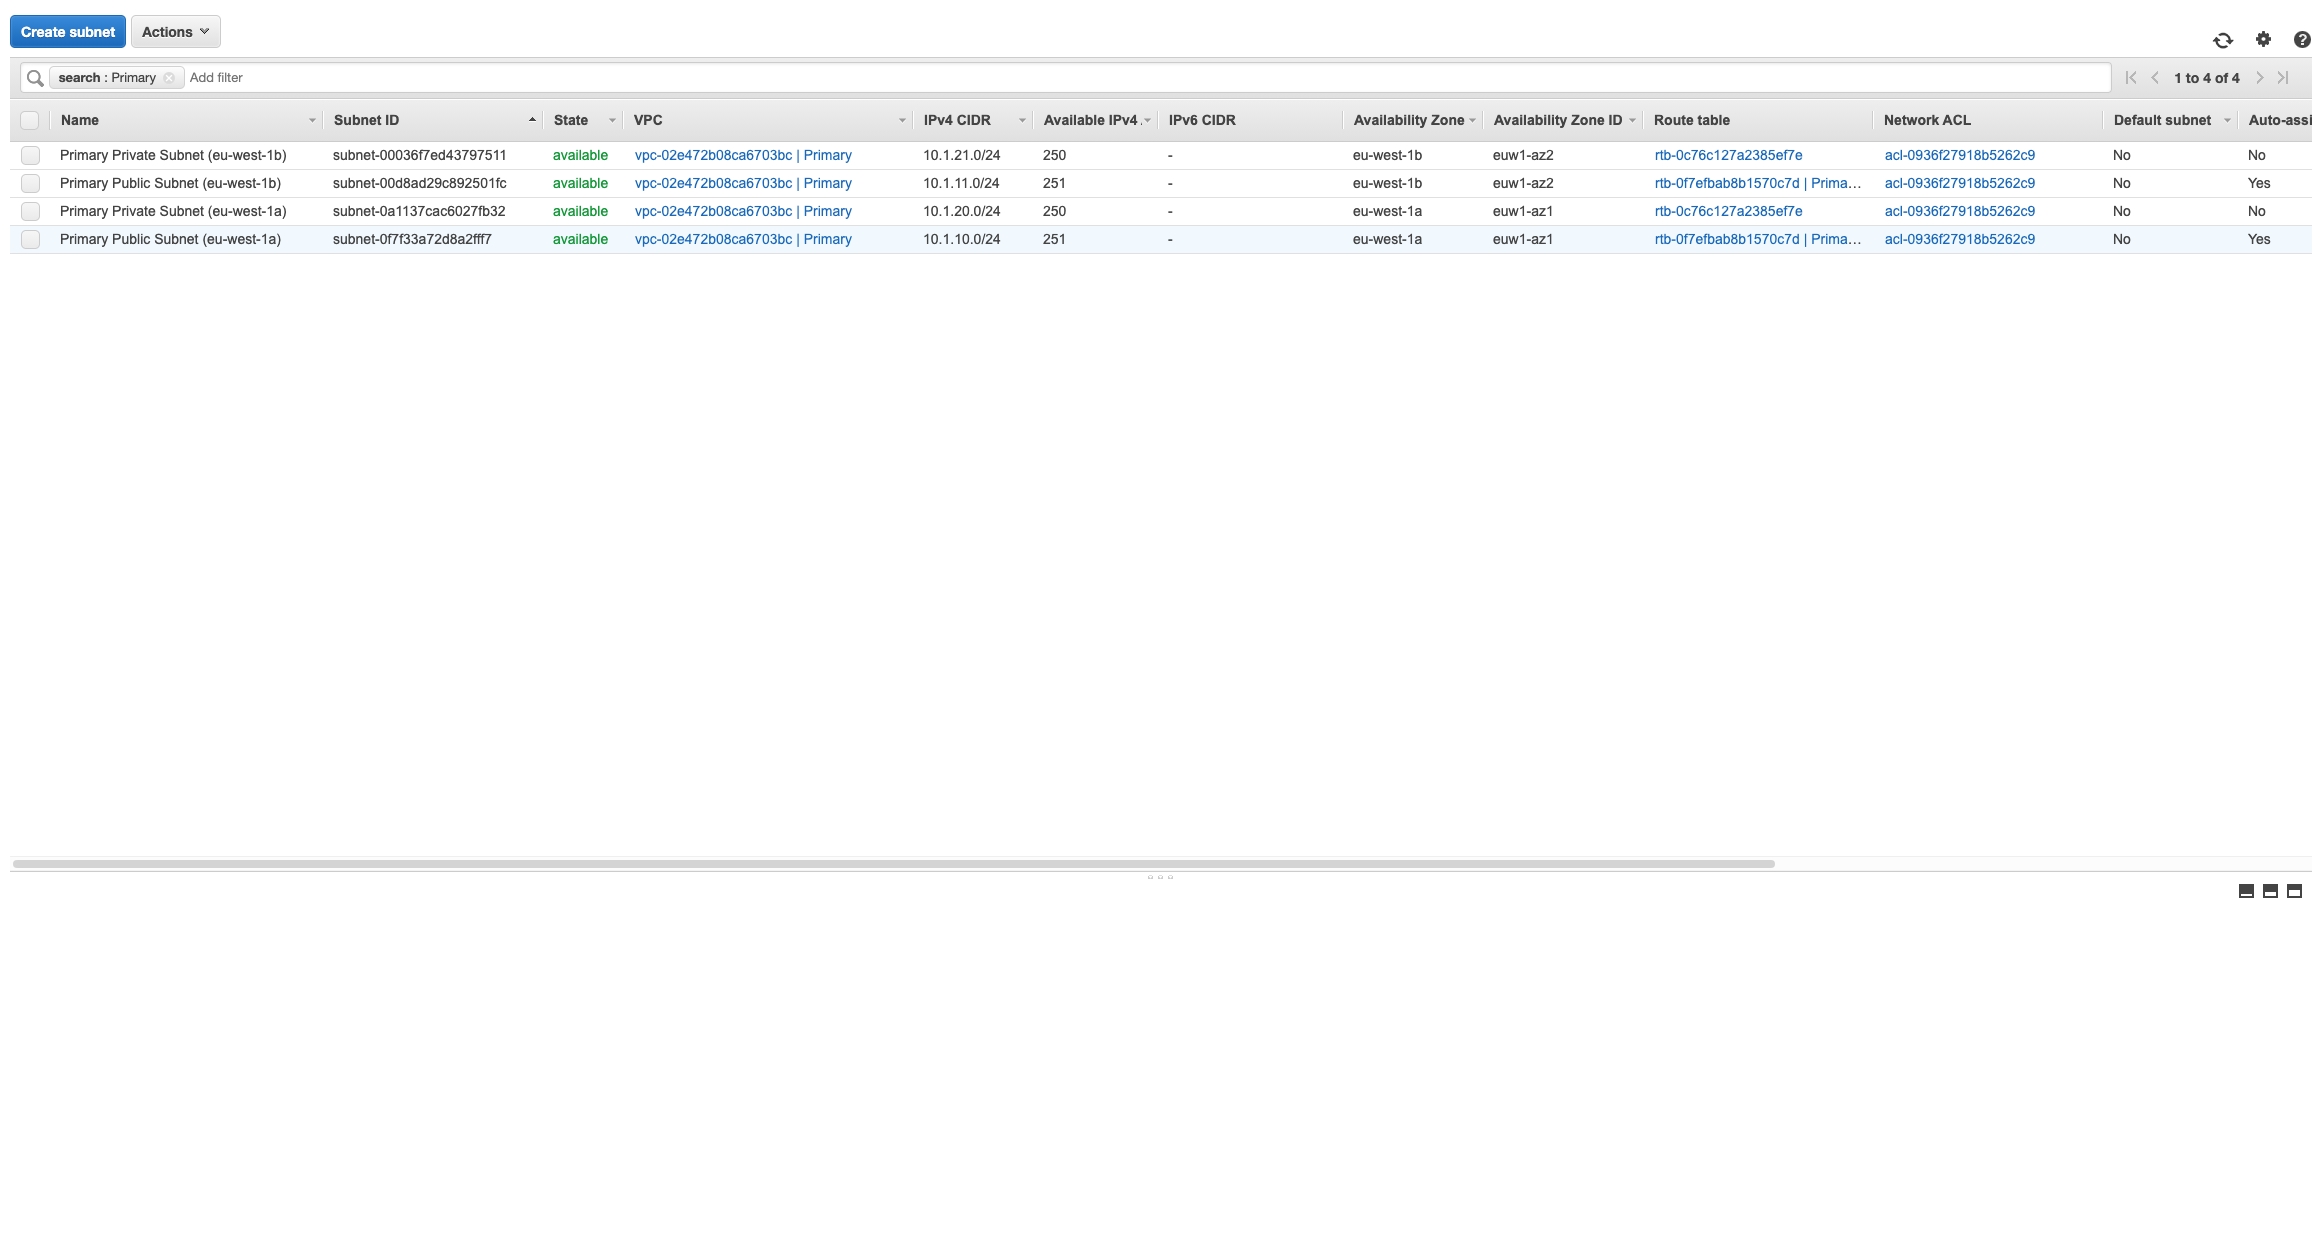 Create subnet Actions
search : Primary Add filter 1 to 4 of 4
Name Subnet ID State VPC IPv4 CIDR Available IPv4 IPv6 CIDR Availability Zone Availability Zone ID Route table Network ACL Default subnet Auto-assi
Primary Private Subnet (eu-west-1b) subnet-00036f7ed43797511 available vpc-02e472b08ca6703bc | Primary 10.1.21.0/24 250 - eu-west-1b euw1-az2 rtb-0c76c127a2385ef7e acl-0936f27918b5262c9 No No
Primary Public Subnet (eu-west-1b) subnet-00d8ad29c892501fc available vpc-02e472b08ca6703bc | Primary 10.1.11.0/24 251 - eu-west-1b euw1-az2 rtb-0f7efbab8b1570c7d | Prima... acl-0936f27918b5262c9 No Yes
Primary Private Subnet (eu-west-1a) subnet-0a1137cac6027fb32 available vpc-02e472b08ca6703bc | Primary 10.1.20.0/24 250 - eu-west-1a euw1-az1 rtb-0c76c127a2385ef7e acl-0936f27918b5262c9 No No
Primary Public Subnet (eu-west-1a) subnet-0f7f33a72d8a2fff7 available vpc-02e472b08ca6703bc | Primary 10.1.10.0/24 251 - eu-west-1a euw1-az1 rtb-0f7efbab8b1570c7d | Prima... acl-0936f27918b5262c9 No Yes